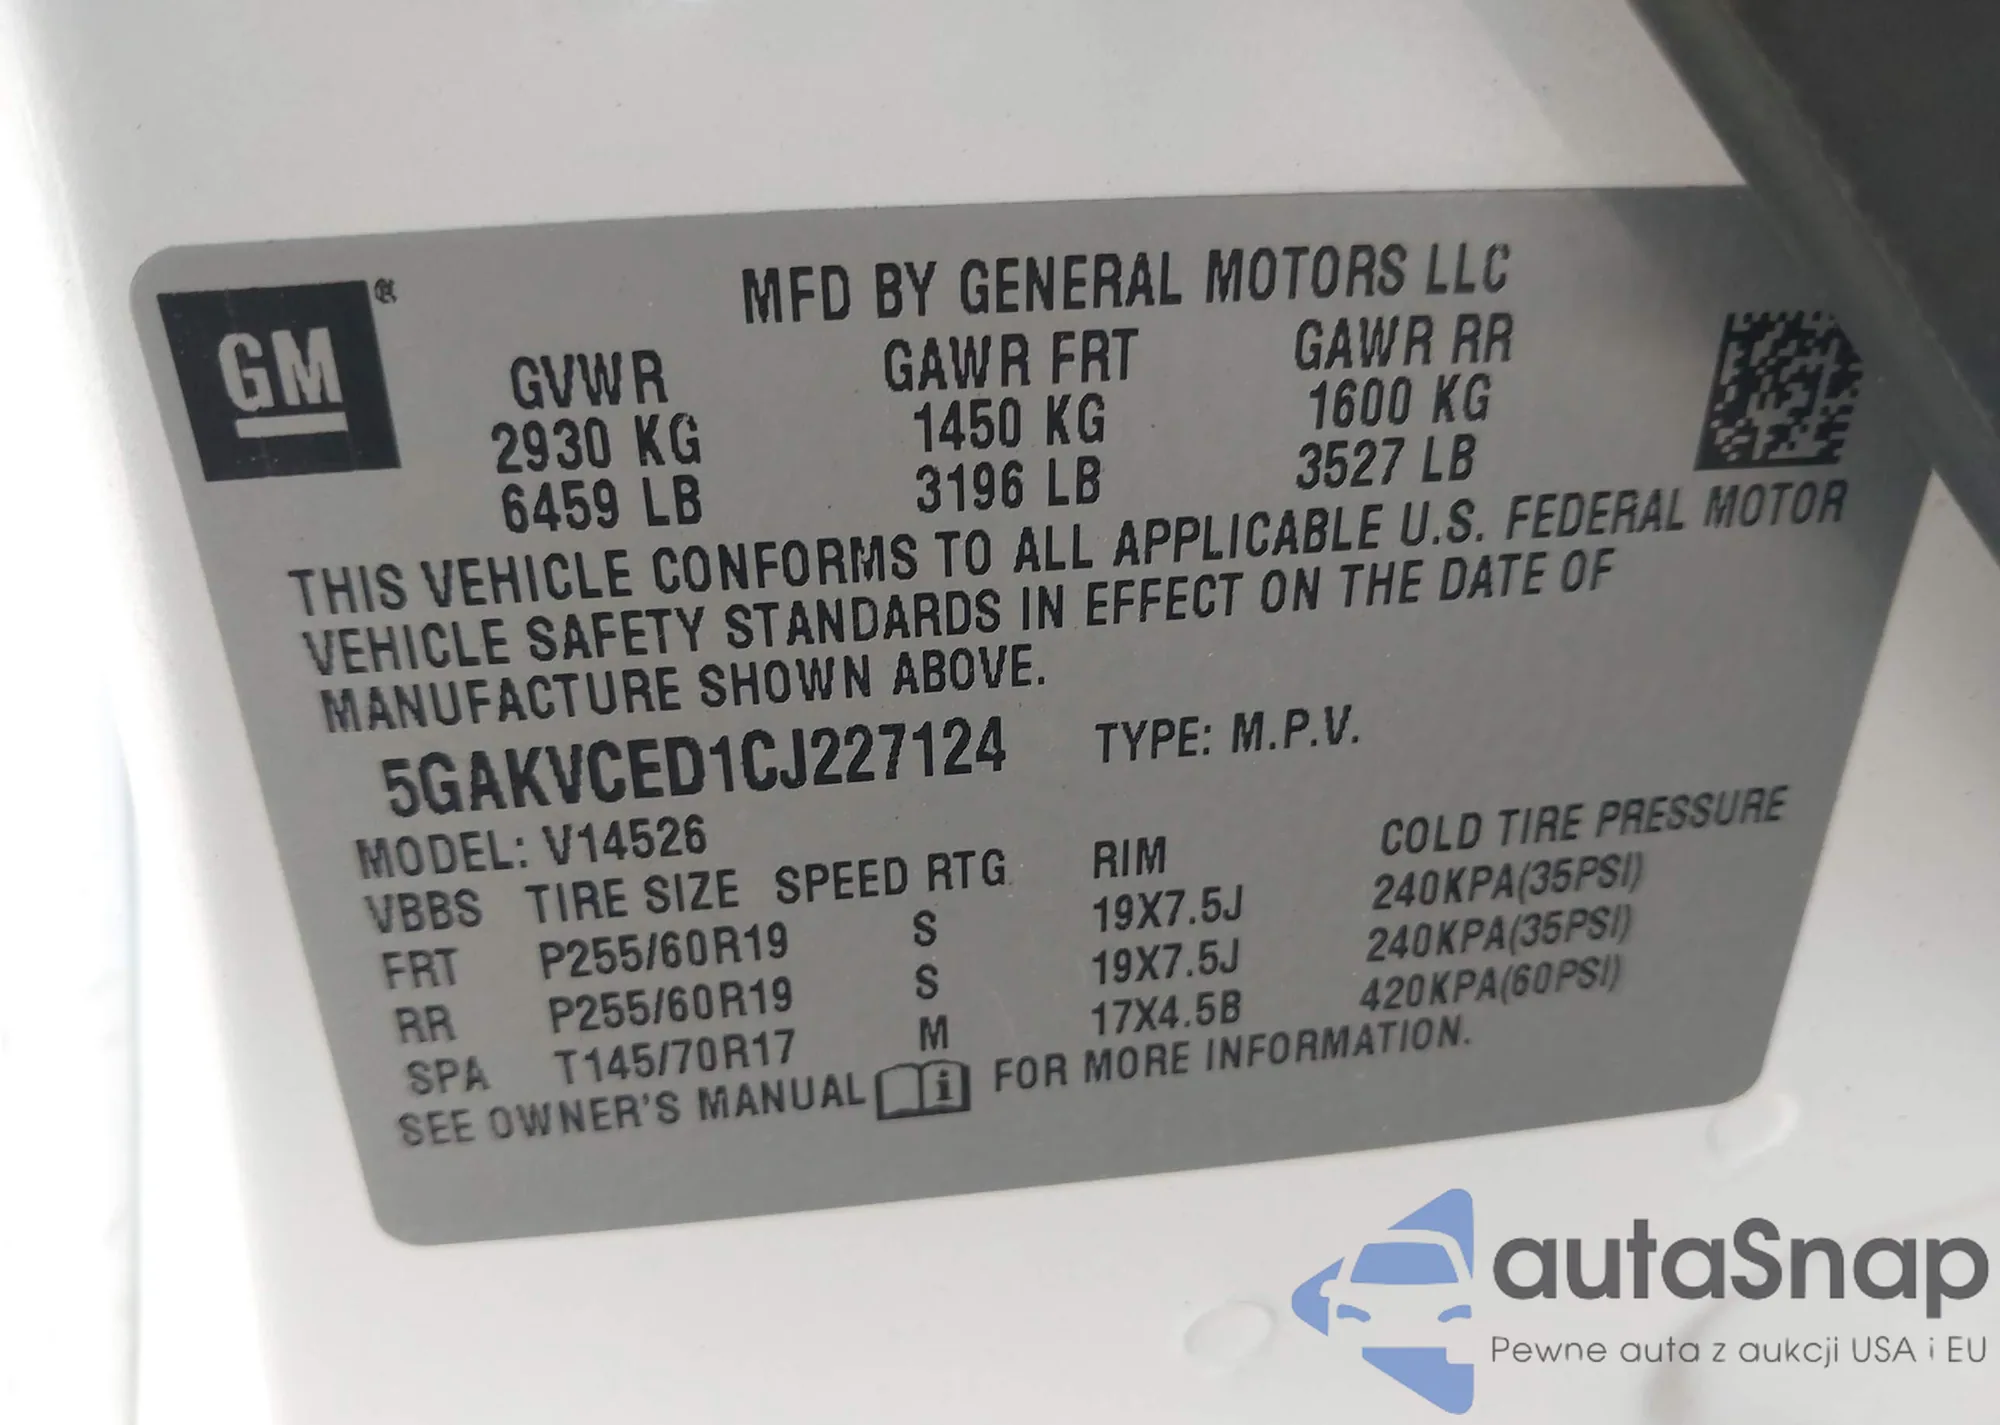 GM
®
MFD BY GENERAL MOTORS LLC
GVWR GAWR FRT GAWR RR
2930 KG 1450 KG 1600 KG
6459 LB 3196 LB 3527 LB
THIS VEHICLE CONFORMS TO ALL APPLICABLE U.S. FEDERAL MOTOR
VEHICLE SAFETY STANDARDS IN EFFECT ON THE DATE OF
MANUFACTURE SHOWN ABOVE.
5GAKVCED1CJ227124 TYPE: M.P.V.
MODEL: V14526
VBBS TIRE SIZE SPEED RTG RIM COLD TIRE PRESSURE
FRT P255/60R19 S 19X7.5J 240KPA(35PSI)
RR P255/60R19 S 19X7.5J 240KPA(35PSI)
SPA T145/70R17 M 17X4.5B 420KPA(60PSI)
SEE OWNER'S MANUAL i FOR MORE INFORMATION.
autaSnap
Pewne auta z aukcji USA i EU